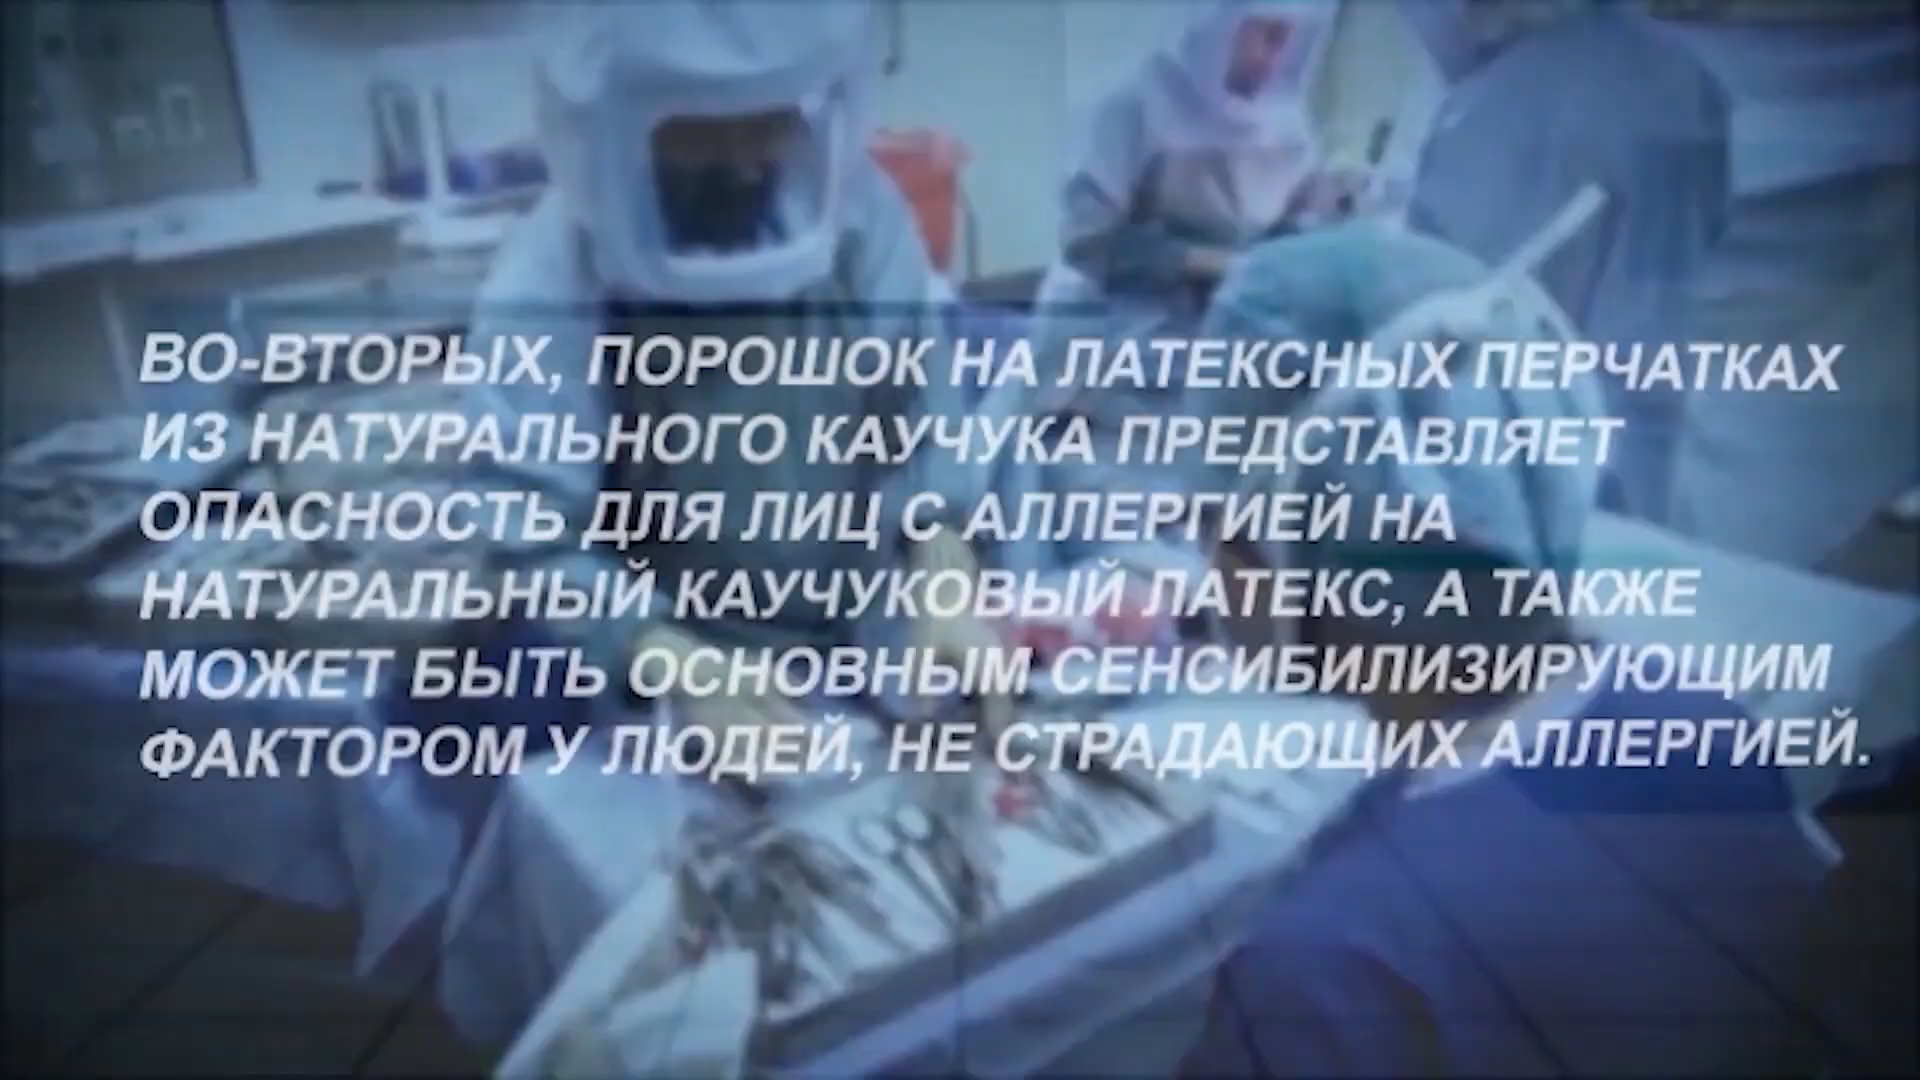 ВО-ВТОРЫХ, ПОРОШОК НА ЛАТЕКСНЫХ ПЕРЧАТКАХ
ИЗ НАТУРАЛЬНОГО КАУЧУКА ПРЕДСТАВЛЯЕТ
ОПАСНОСТЬ ДЛЯ ЛИЦ С АЛЛЕРГИЕЙ НА
НАТУРАЛЬНЫЙ КАУЧУКОВЫЙ ЛАТЕКС, А ТАКЖЕ
МОЖЕТ БЫТЬ ОСНОВНЫМ СЕНСИБИЛИЗИРУЮЩИМ
ФАКТОРОМ У ЛЮДЕЙ, НЕ СТРАДАЮЩИХ АЛЛЕРГИЕЙ.